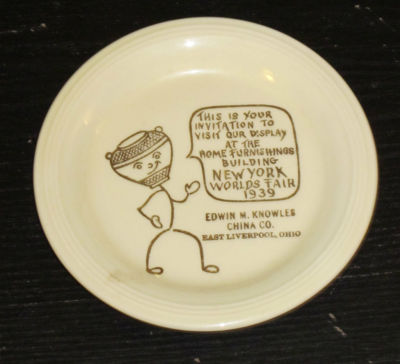 THIS IS YOUR
INVITATION TO
VISIT OUR DISPLAY
AT THE
HOME FURNISHINGS
BUILDING
NEW YORK
WORLDS FAIR
1939
EDWIN M. KNOWLES
CHINA CO.
EAST LIVERPOOL, OHIO